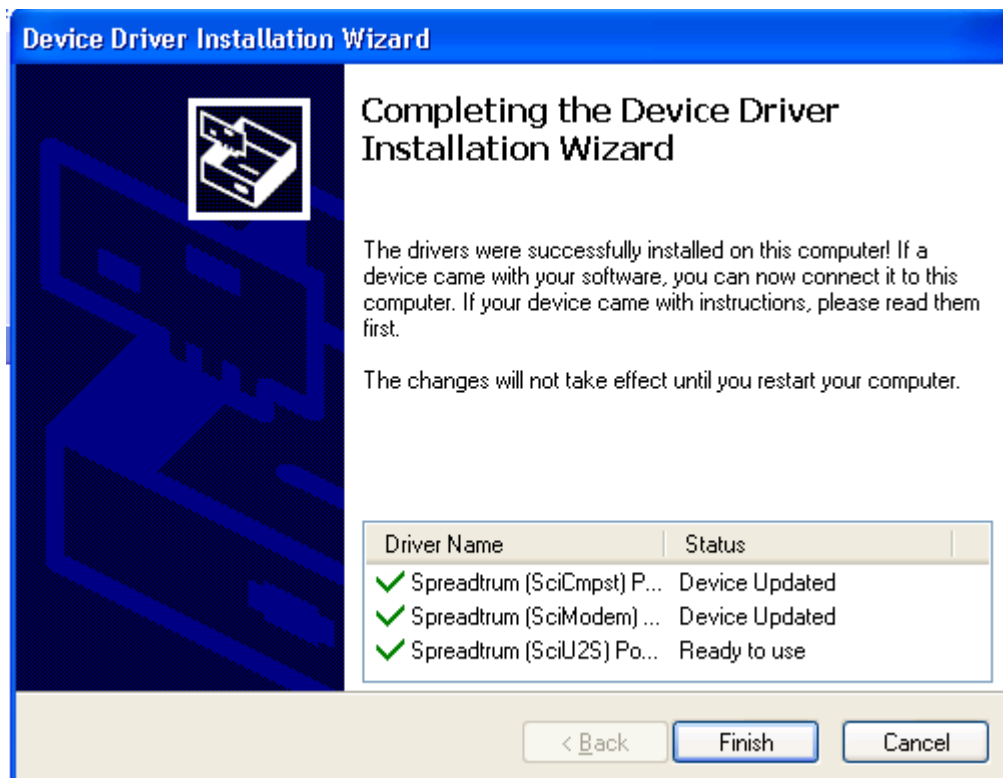 Device Driver Installation Wizard
Completing the Device Driver
Installation Wizard
The drivers were successfully installed on this computer! If a
device came with your software, you can now connect it to this
computer. If your device came with instructions, please read them
first.
The changes will not take effect until you restart your computer.
Driver Name Status
Spreadtrum (SciCmpst) P... Device Updated
Spreadtrum (SciModem) ... Device Updated
Spreadtrum (SciU2S) Po... Ready to use
< Back Finish Cancel